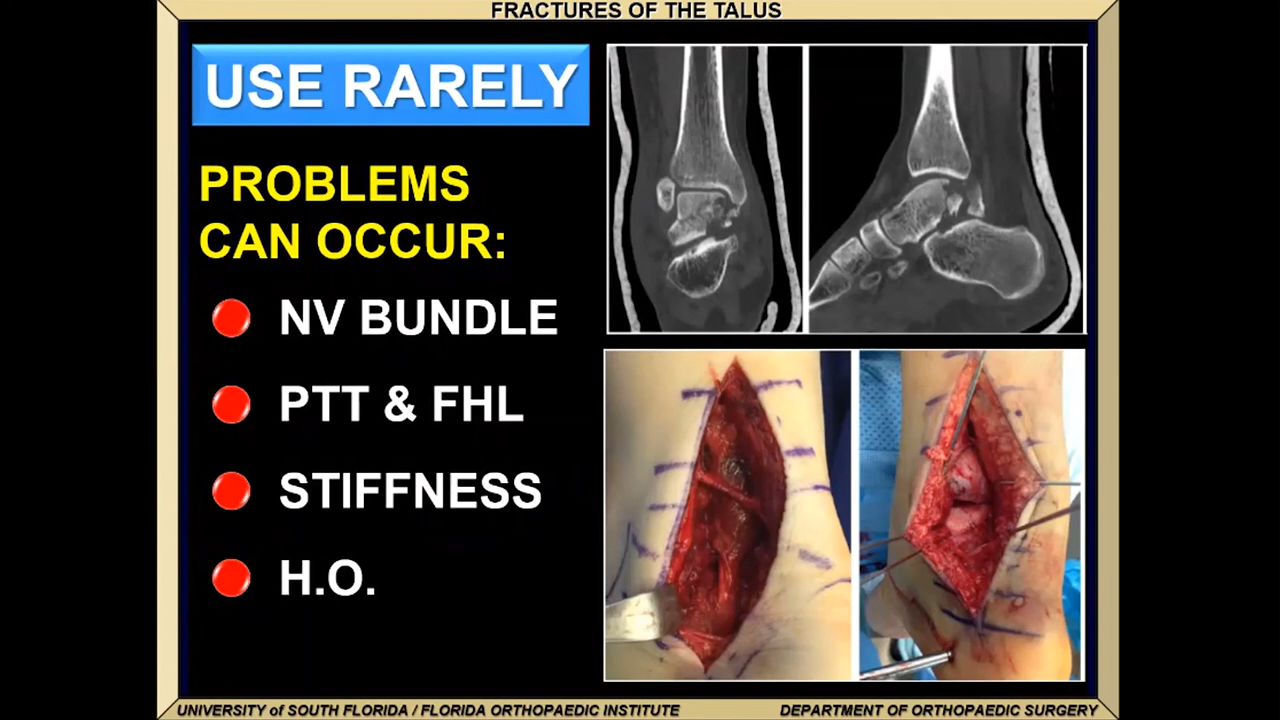 FRACTURES OF THE TALUS
USE RARELY
PROBLEMS
CAN OCCUR:
NV BUNDLE
PTT & FHL
STIFFNESS
H.O.
UNIVERSITY of SOUTH FLORIDA / FLORIDA ORTHOPAEDIC INSTITUTE
DEPARTMENT OF ORTHOPAEDIC SURGERY